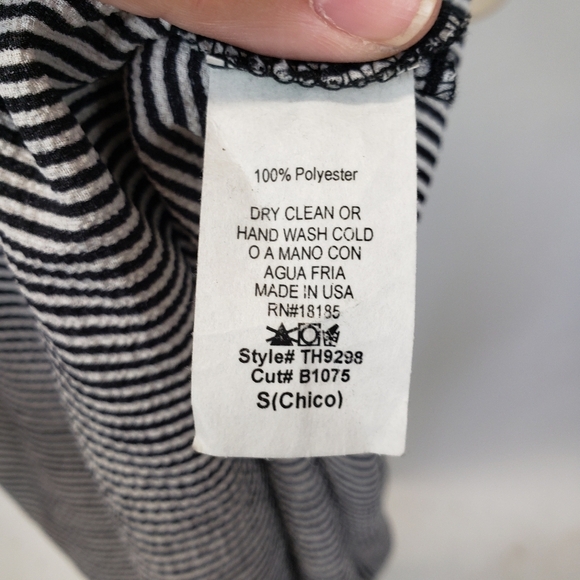 100% Polyester
DRY CLEAN OR
HAND WASH COLD
O A MANO CON
AGUA FRIA
MADE IN USA
RN#18185
Style# TH9298
Cut# B1075
S(Chico)